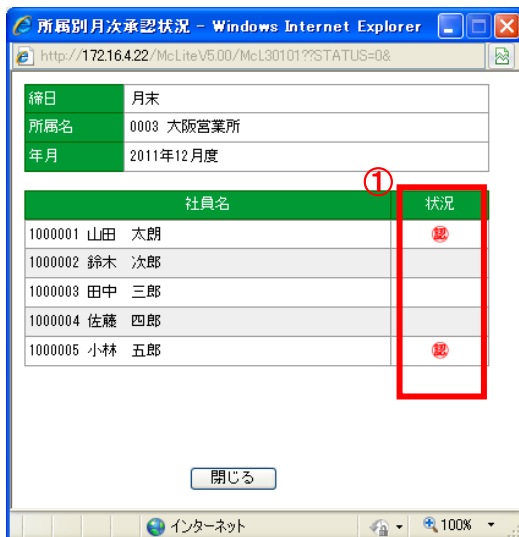 所属別月次承認状況 - Windows Internet Explorer
http://172.16.4.22/McLiteV5.00/McL30101??STATUS=0&
締日 月末
所属名 0003 大阪営業所
年月 2011年12月度
①
社員名 状況
1000001 山田 太朗 認
1000002 鈴木 次郎
1000003 田中 三郎
1000004 佐藤 四郎
1000005 小林 五郎 認
閉じる
インターネット 100%